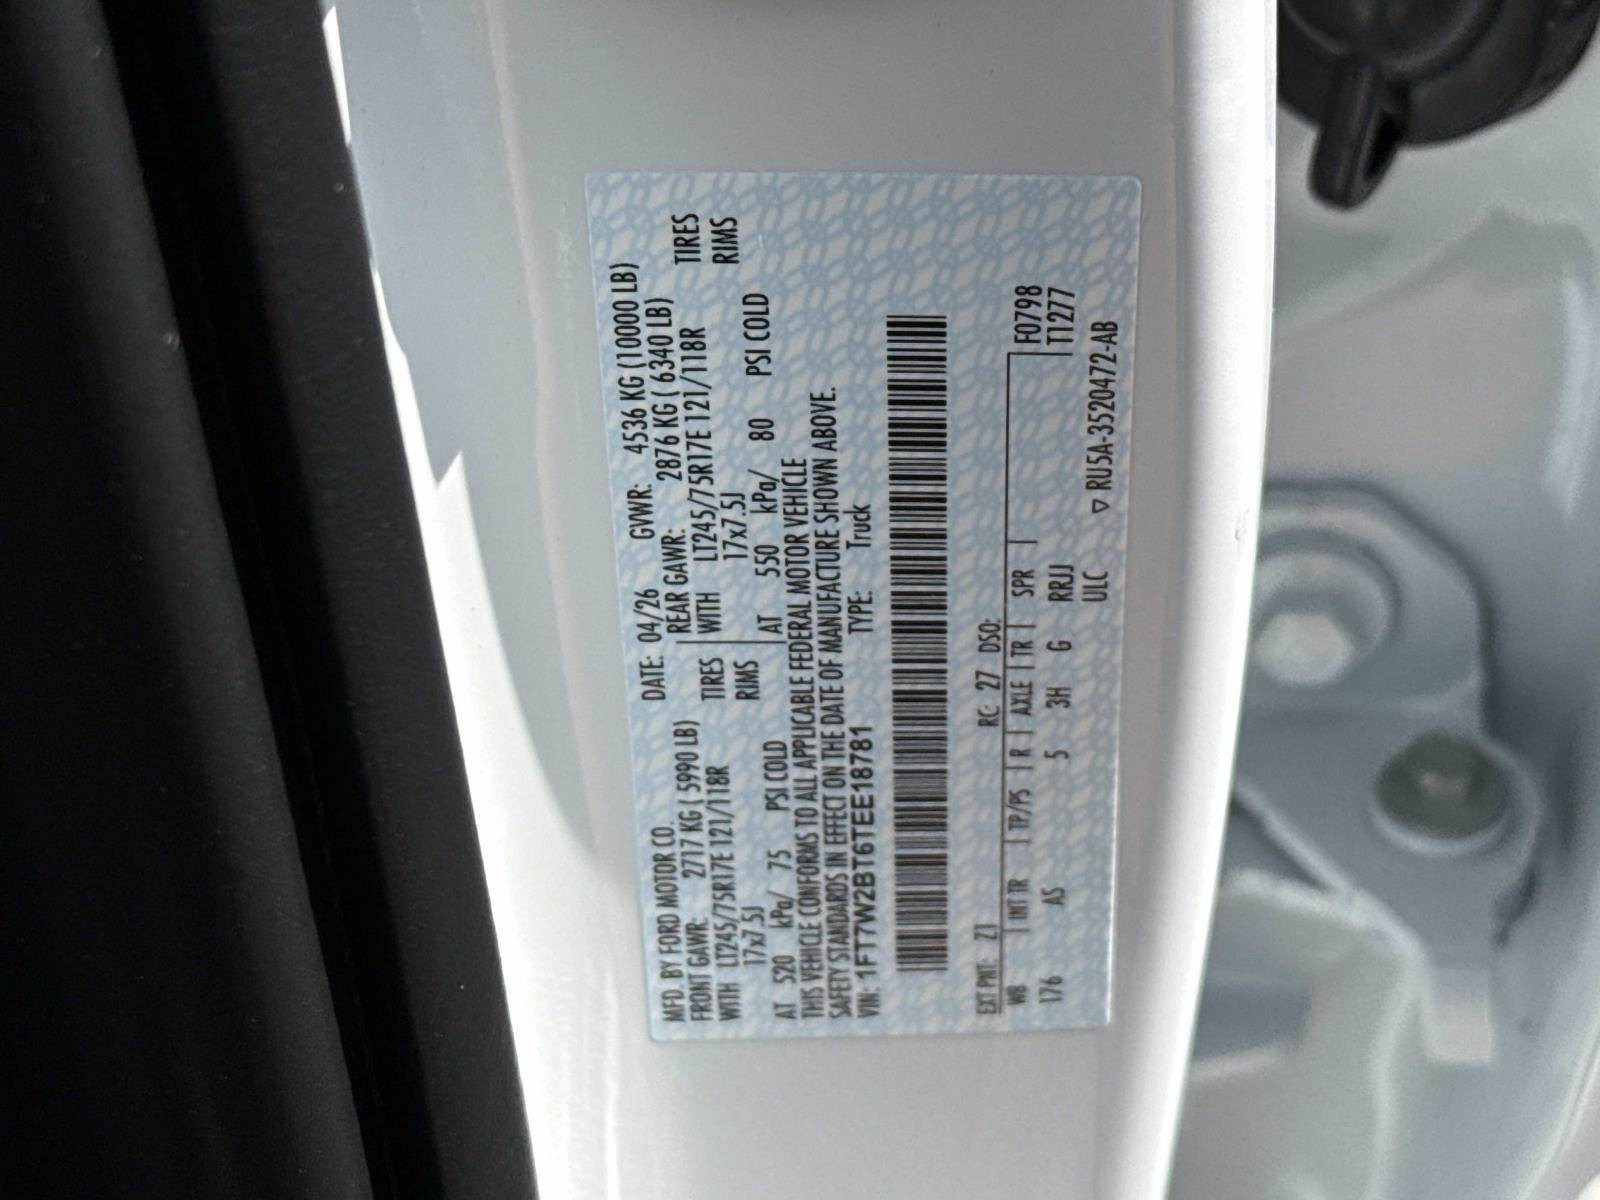 MFD. BY FORD MOTOR CO.
DATE: 04/26 GVWR: 4536 KG (10000 LB)
FRONT GAWR: 2717 KG ( 5990 LB)
REAR GAWR: 2876 KG ( 6340 LB)
WITH LT245/75R17E 121/118R TIRES
WITH LT245/75R17E 121/118R TIRES
17x7.5J RIMS
17x7.5J RIMS
AT 520 kPa/ 75 PSI COLD
AT 550 kPa/ 80 PSI COLD
THIS VEHICLE CONFORMS TO ALL APPLICABLE FEDERAL MOTOR VEHICLE
SAFETY STANDARDS IN EFFECT ON THE DATE OF MANUFACTURE SHOWN ABOVE.
VIN: 1FT7W2BT6TEE18781 TYPE: Truck
EXT PNT: Z1 RC: 27 DSO:
WB | INT TR | TP/PS | R | AXLE | TR | SPR | F0798
176 AS 5 3H G RRJJ T1277
ULC ▽ RU5A-3520472-AB